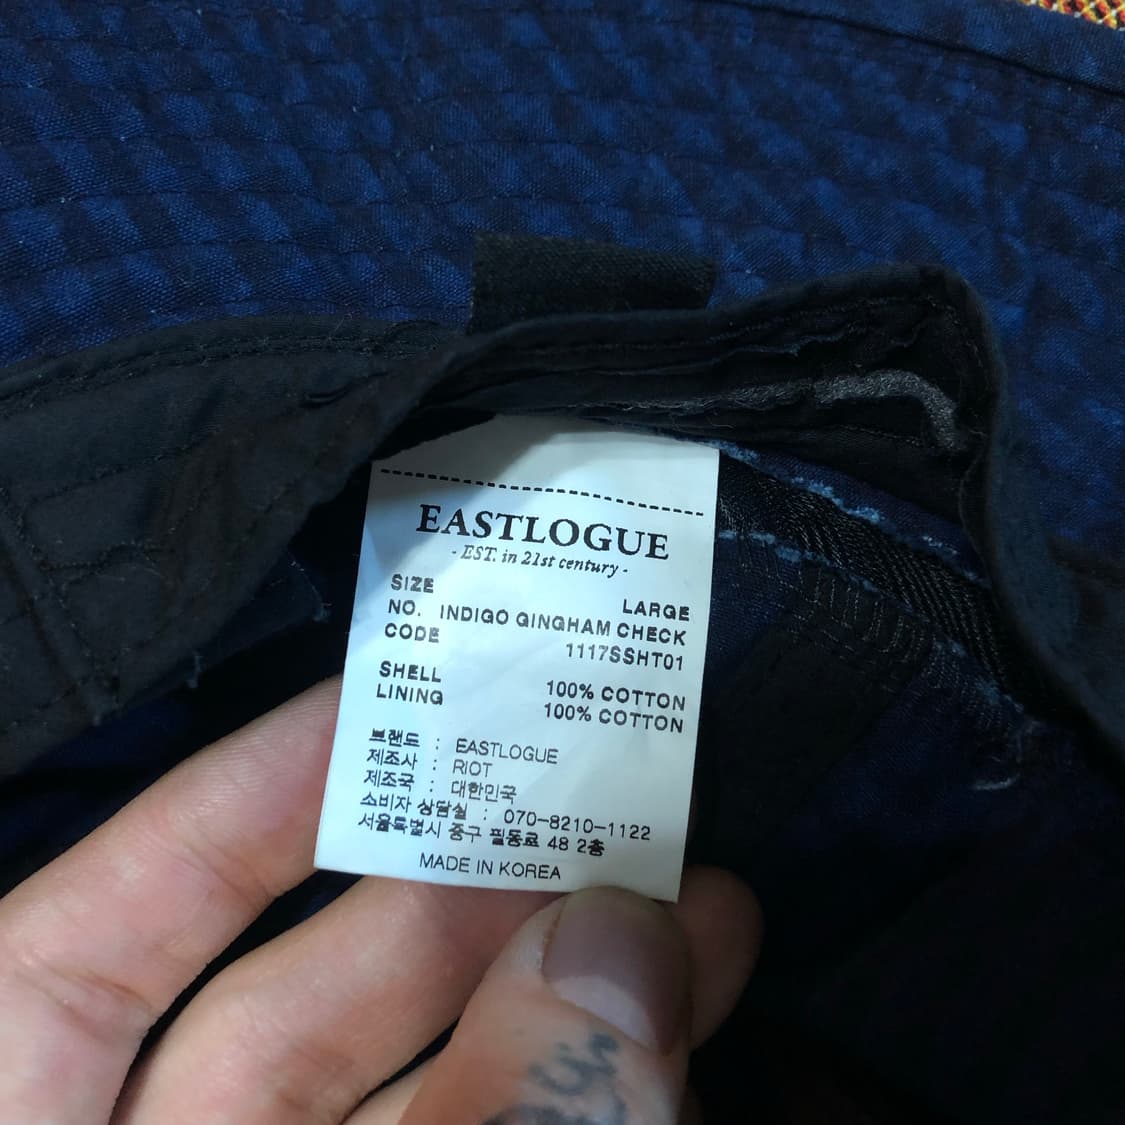 EASTLOGUE
- EST. in 21st century -
SIZE LARGE
NO. INDIGO GINGHAM CHECK
CODE 1117SSHT01
SHELL 100% COTTON
LINING 100% COTTON
브랜드 : EASTLOGUE
제조사 : RIOT
제조국 : 대한민국
소비자 상담실 : 070-8210-1122
서울특별시 중구 필동로 48 2층
MADE IN KOREA